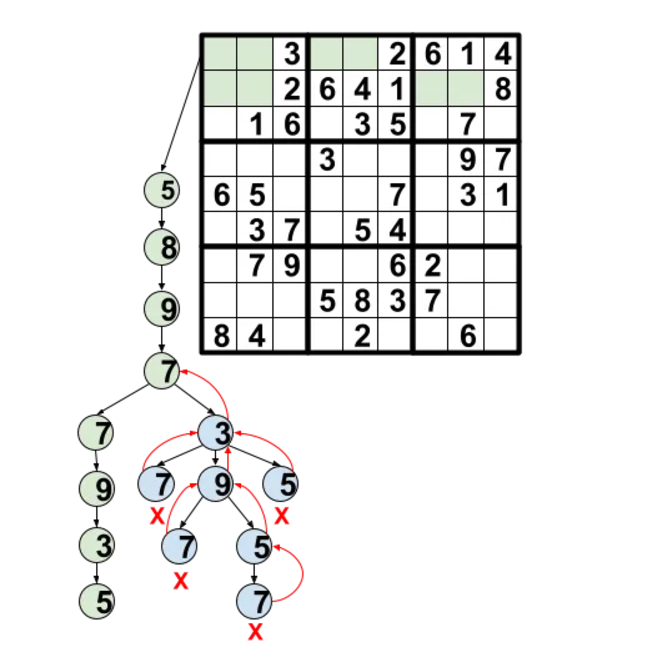 3 2 6 1 4
2 6 4 1 8
1 6 3 5 7
3 9 7
6 5 7 3 1
3 7 5 4
7 9 6 2
5 8 3 7
8 4 2 6
5
8
9
7
7 3
9 7 9 5
X X
3 7 5
X
5 7
X